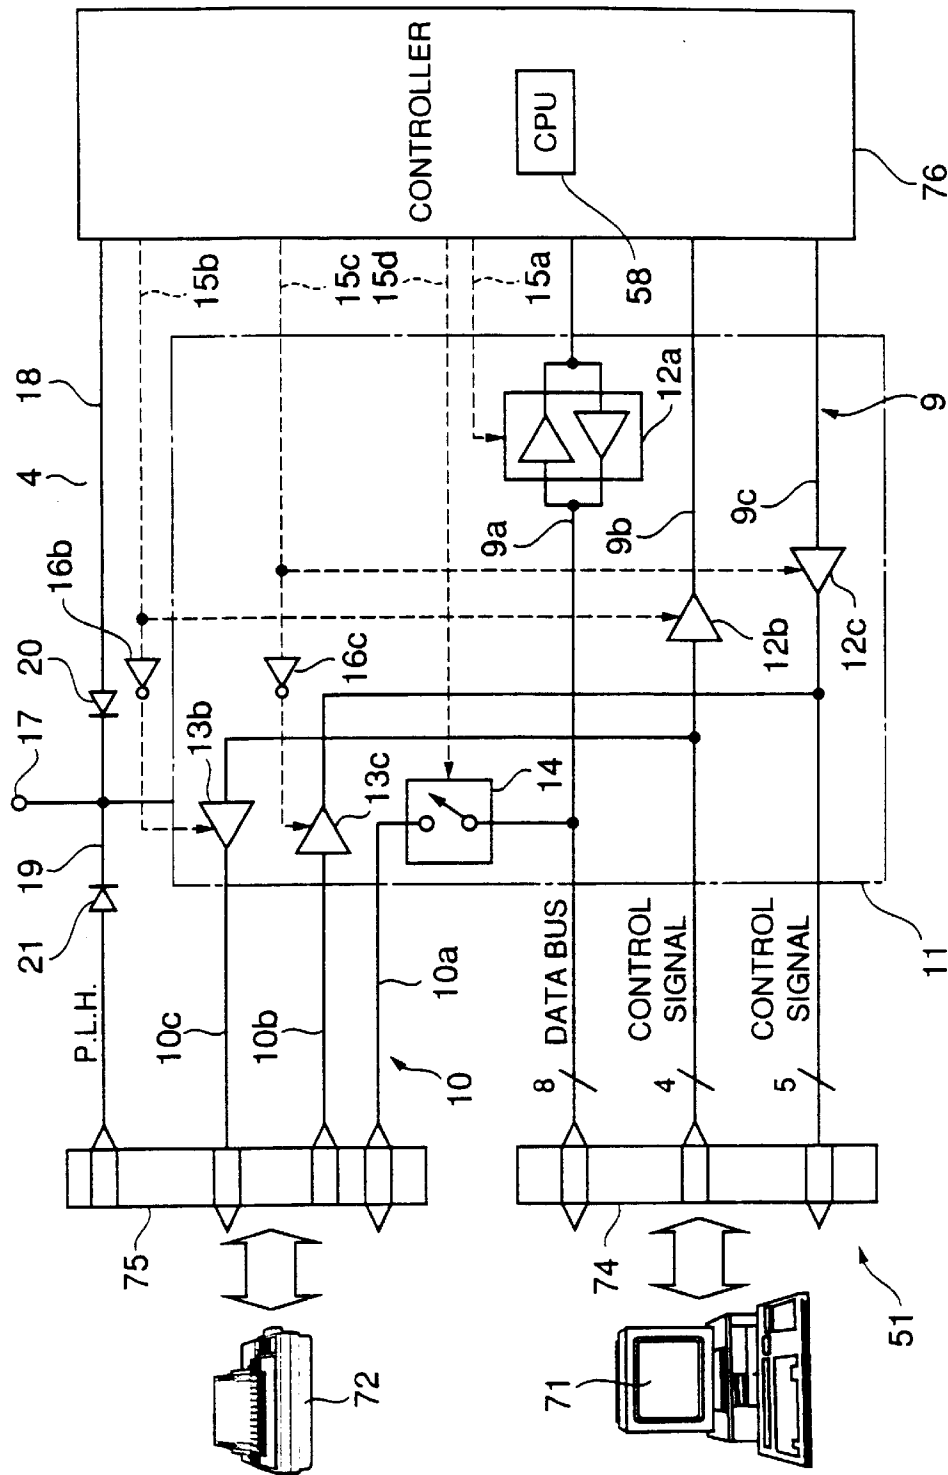 CONTROLLER
CPU
58
76
18
4
15b
15c
15d
15a
16b
20
17
19
21
P.L.H.
13b
16c
13c
14
12a
9a
9b
9c
9
12b
12c
11
10c
10b
10a
10
DATA BUS
8
CONTROL
SIGNAL
4
CONTROL
SIGNAL
5
75
72
74
71
51